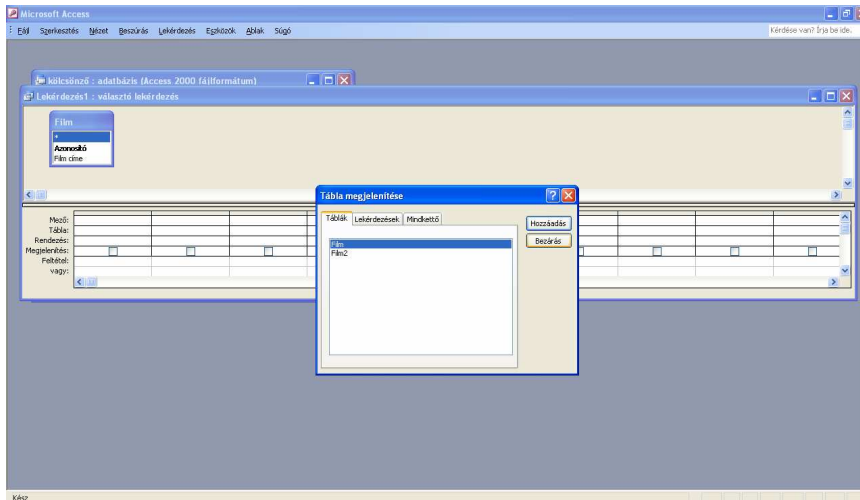 Microsoft Access
Fájl Szerkesztés Nézet Beszúrás Lekérdezés Eszközök Ablak Súgó
Kérdése van? Írja be ide.
kölcsönző : adatbázis (Access 2000 fájlformátum)
Lekérdezés1 : választó lekérdezés
Film
*
Azonosító
Film címe
Tábla megjelenítése
Táblák Lekérdezések Mindkettő
Hozzáadás
Bezárás
Film
Film2
Mező:
Tábla:
Rendezés:
Megjelenítés:
Feltétel:
vagy:
Kész